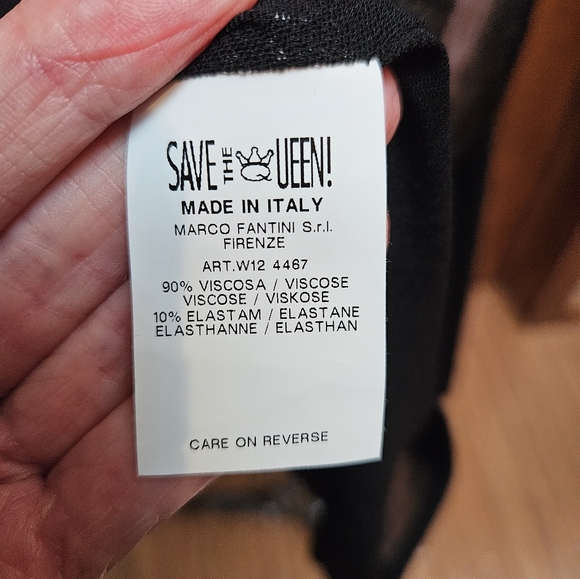 SAVE THE QUEEN!
MADE IN ITALY
MARCO FANTINI S.r.l.
FIRENZE
ART.W12 4467
90% VISCOSA / VISCOSE
VISCOSE / VISKOSE
10% ELASTAM / ELASTANE
ELASTHANNE / ELASTHAN
CARE ON REVERSE